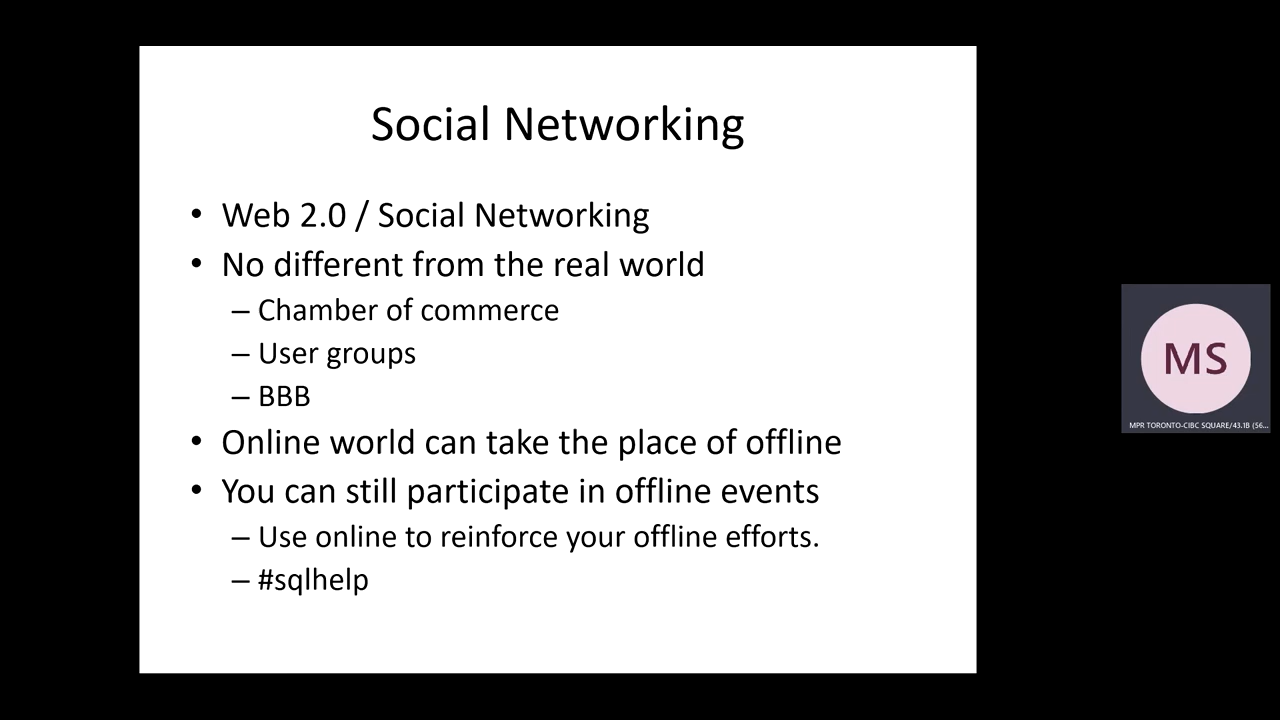 Social Networking
• Web 2.0 / Social Networking
• No different from the real world
– Chamber of commerce
– User groups
– BBB
• Online world can take the place of offline
• You can still participate in offline events
– Use online to reinforce your offline efforts.
– #sqlhelp
MS
MPR TORONTO-CIBC SQUARE/43.1B (56...